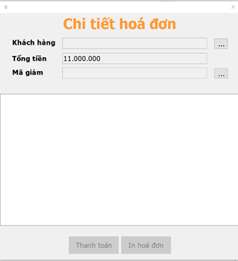 Chi tiết hoá đơn
Khách hàng ...
Tổng tiền 11.000.000
Mã giảm ...
Thanh toán In hoá đơn